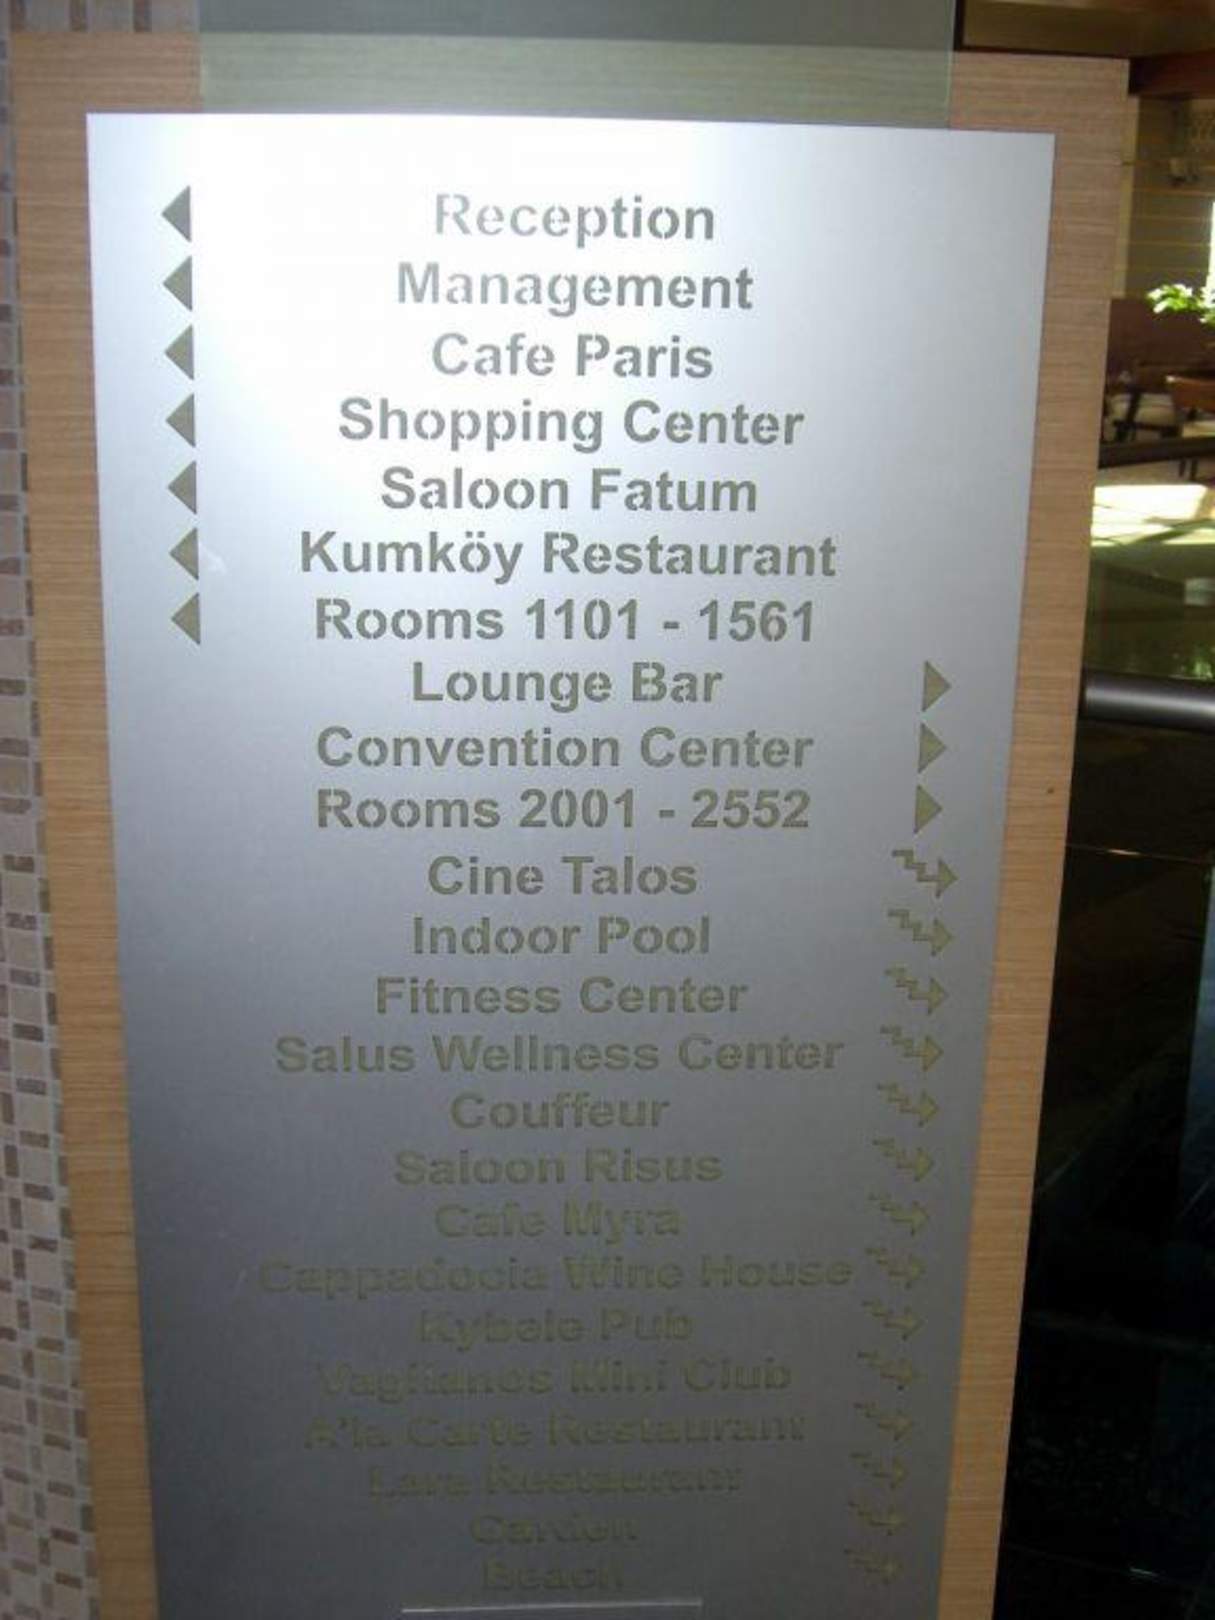 Reception
Management
Cafe Paris
Shopping Center
Saloon Fatum
Kumköy Restaurant
Rooms 1101 - 1561
Lounge Bar
Convention Center
Rooms 2001 - 2552
Cine Talos
Indoor Pool
Fitness Center
Salus Wellness Center
Couffeur
Saloon Risus
Cafe Myra
Cappadocia Wine House
Kybele Pub
Vaglianos Mini Club
A'la Carte Restaurant
Lara Restaurant
Garden
Beach